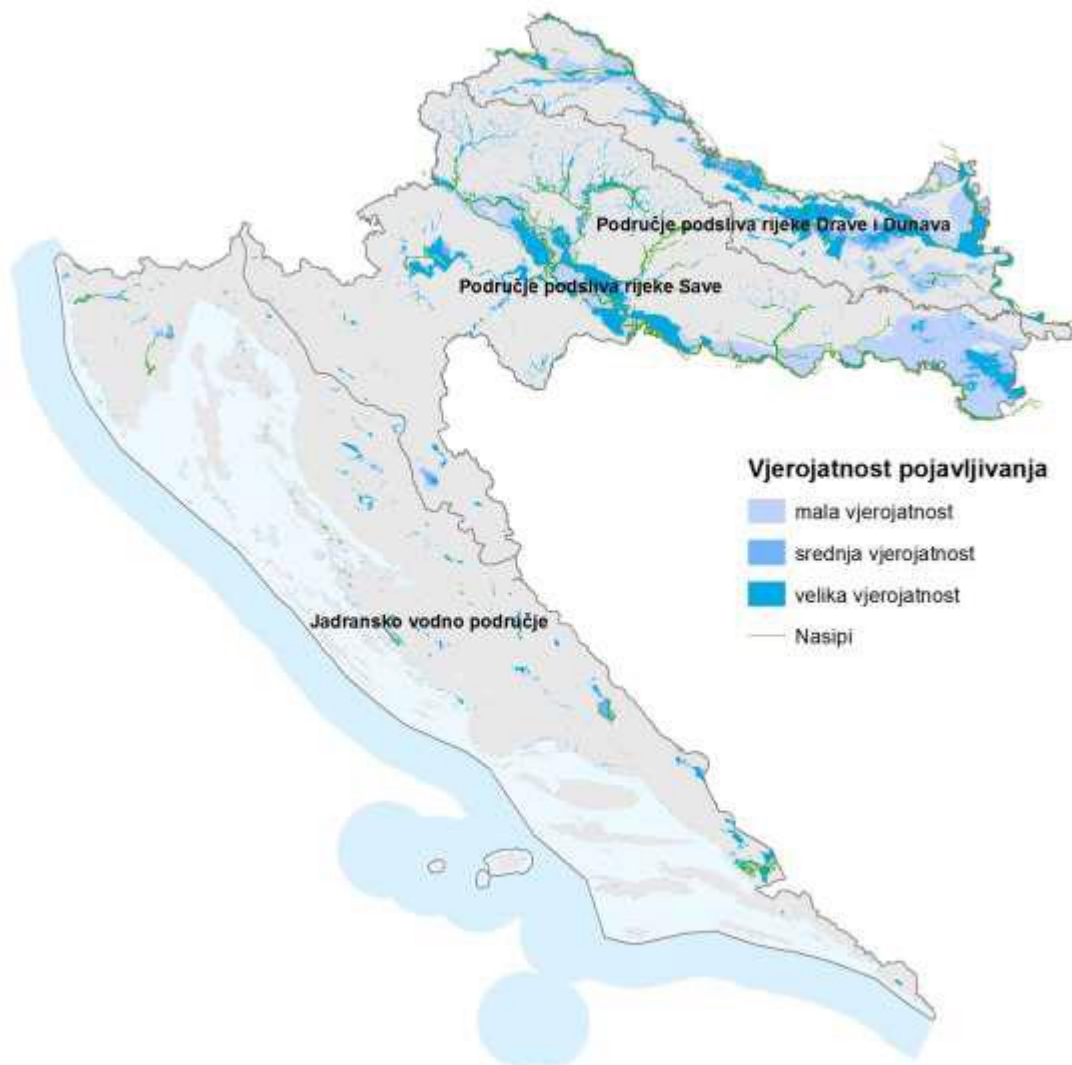 Područje podsliva rijeke Drave i Dunava
Područje podsliva rijeke Save
Jadransko vodno područje
Vjerojatnost pojavljivanja
mala vjerojatnost
srednja vjerojatnost
velika vjerojatnost
Nasipi